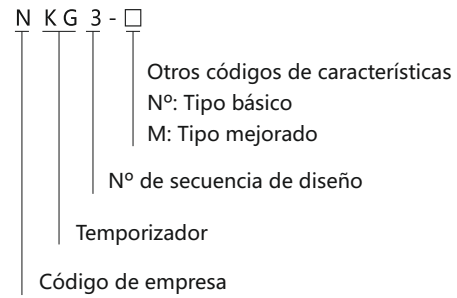 N KG 3 - □
Otros códigos de características
Nº: Tipo básico
M: Tipo mejorado
Nº de secuencia de diseño
Temporizador
Código de empresa